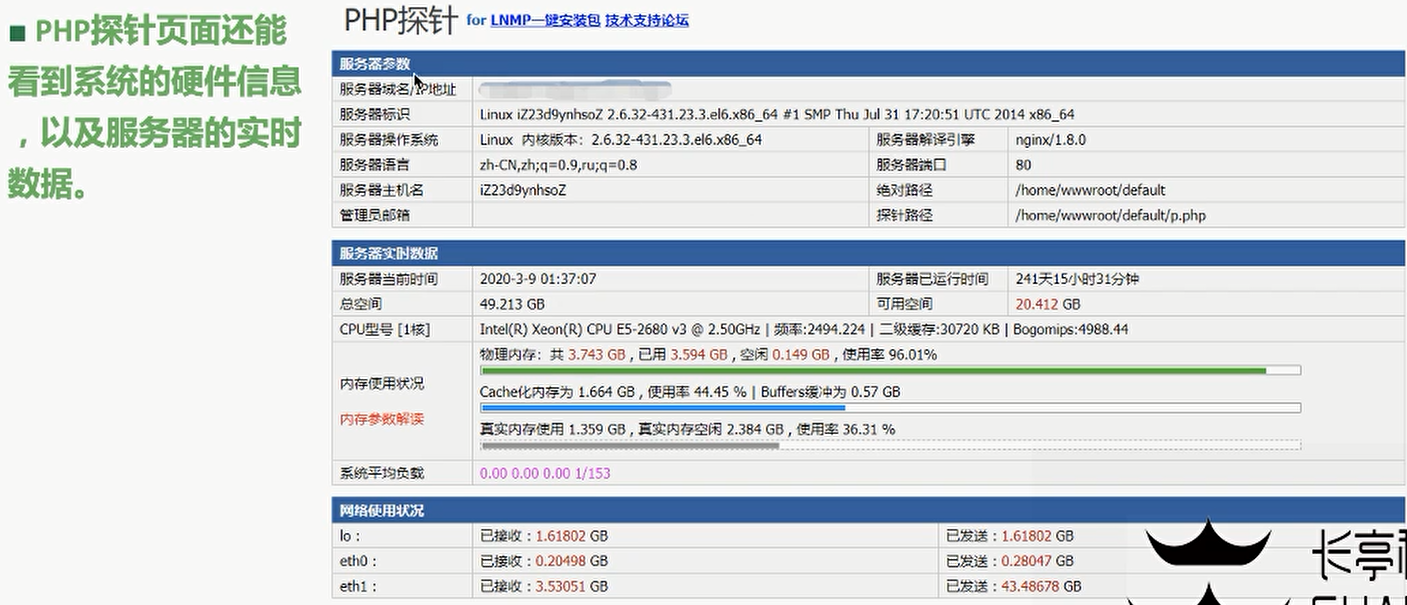 ■ PHP探针页面还能
看到系统的硬件信息
，以及服务器的实时
数据。
PHP探针 for LNMP一键安装包 技术支持论坛
服务器参数
服务器域名/IP地址
服务器标识 Linux iZ23d9ynhsoZ 2.6.32-431.23.3.el6.x86_64 #1 SMP Thu Jul 31 17:20:51 UTC 2014 x86_64
服务器操作系统 Linux 内核版本：2.6.32-431.23.3.el6.x86_64 服务器解译引擎 nginx/1.8.0
服务器语言 zh-CN,zh;q=0.9,ru;q=0.8 服务器端口 80
服务器主机名 iZ23d9ynhsoZ 绝对路径 /home/wwwroot/default
管理员邮箱 探针路径 /home/wwwroot/default/p.php
服务器实时数据
服务器当前时间 2020-3-9 01:37:07 服务器已运行时间 241天15小时31分钟
总空间 49.213 GB 可用空间 20.412 GB
CPU型号 [1核] Intel(R) Xeon(R) CPU E5-2680 v3 @ 2.50GHz | 频率:2494.224 | 二级缓存:30720 KB | Bogomips:4988.44
物理内存：共 3.743 GB , 已用 3.594 GB , 空闲 0.149 GB , 使用率 96.01%
内存使用状况
Cache化内存为 1.664 GB , 使用率 44.45 % | Buffers缓冲为 0.57 GB
内存参数解读
真实内存使用 1.359 GB , 真实内存空闲 2.384 GB , 使用率 36.31 %
系统平均负载 0.00 0.00 0.00 1/153
网络使用状况
lo : 已接收 : 1.61802 GB 已发送 : 1.61802 GB
eth0 : 已接收 : 0.20498 GB 已发送 : 0.28047 GB
eth1 : 已接收 : 3.53051 GB 已发送 : 43.48678 GB
长亭